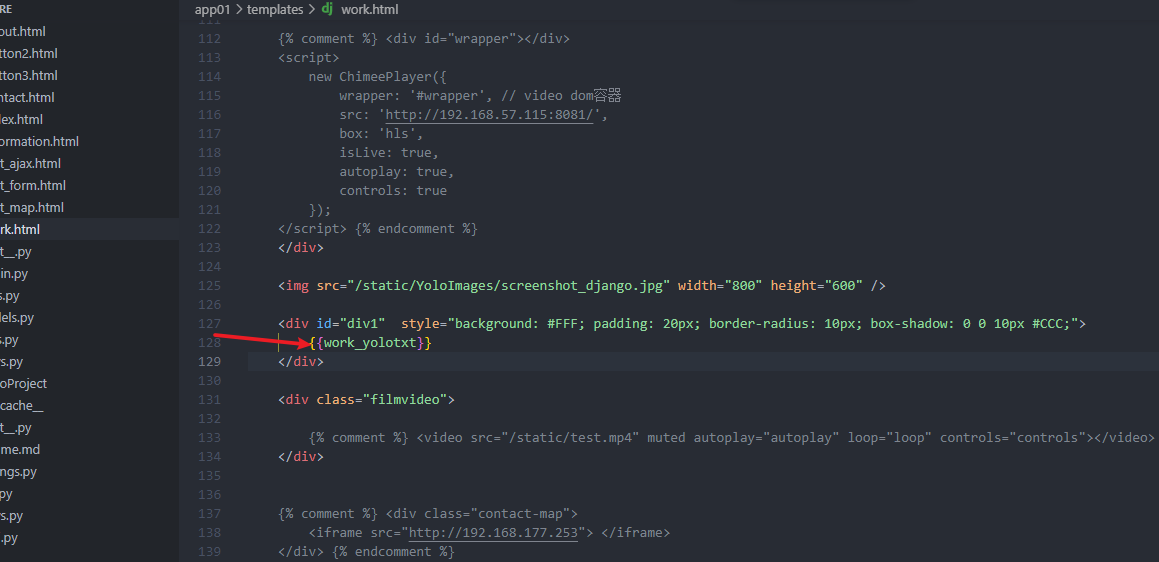 RE
out.html
tton2.html
tton3.html
ntact.html
lex.html
ormation.html
t_ajax.html
t_form.html
t_map.html
rk.html
t__.py
in.py
s.py
lels.py
s.py
vs.py
oProject
cache__
t__.py
me.md
ngs.py
py
s.py
.py
app01 > templates > dj work.html
111
112 {% comment %} <div id="wrapper"></div>
113 <script>
114 new ChimeePlayer({
115 wrapper: '#wrapper', // video dom容器
116 src: 'http://192.168.57.115:8081/',
117 box: 'hls',
118 isLive: true,
119 autoplay: true,
120 controls: true
121 });
122 </script> {% endcomment %}
123 </div>
124
125 <img src="/static/YoloImages/screenshot_django.jpg" width="800" height="600" />
126
127 <div id="div1"  style="background: #FFF; padding: 20px; border-radius: 10px; box-shadow: 0 0 10px #CCC;">
128 {{work_yolotxt}}
129 </div>
130
131 <div class="filmvideo">
132
133 {% comment %} <video src="/static/test.mp4" muted autoplay="autoplay" loop="loop" controls="controls"></video>
134 </div>
135
136
137 {% comment %} <div class="contact-map">
138 <iframe src="http://192.168.177.253"> </iframe>
139 </div> {% endcomment %}